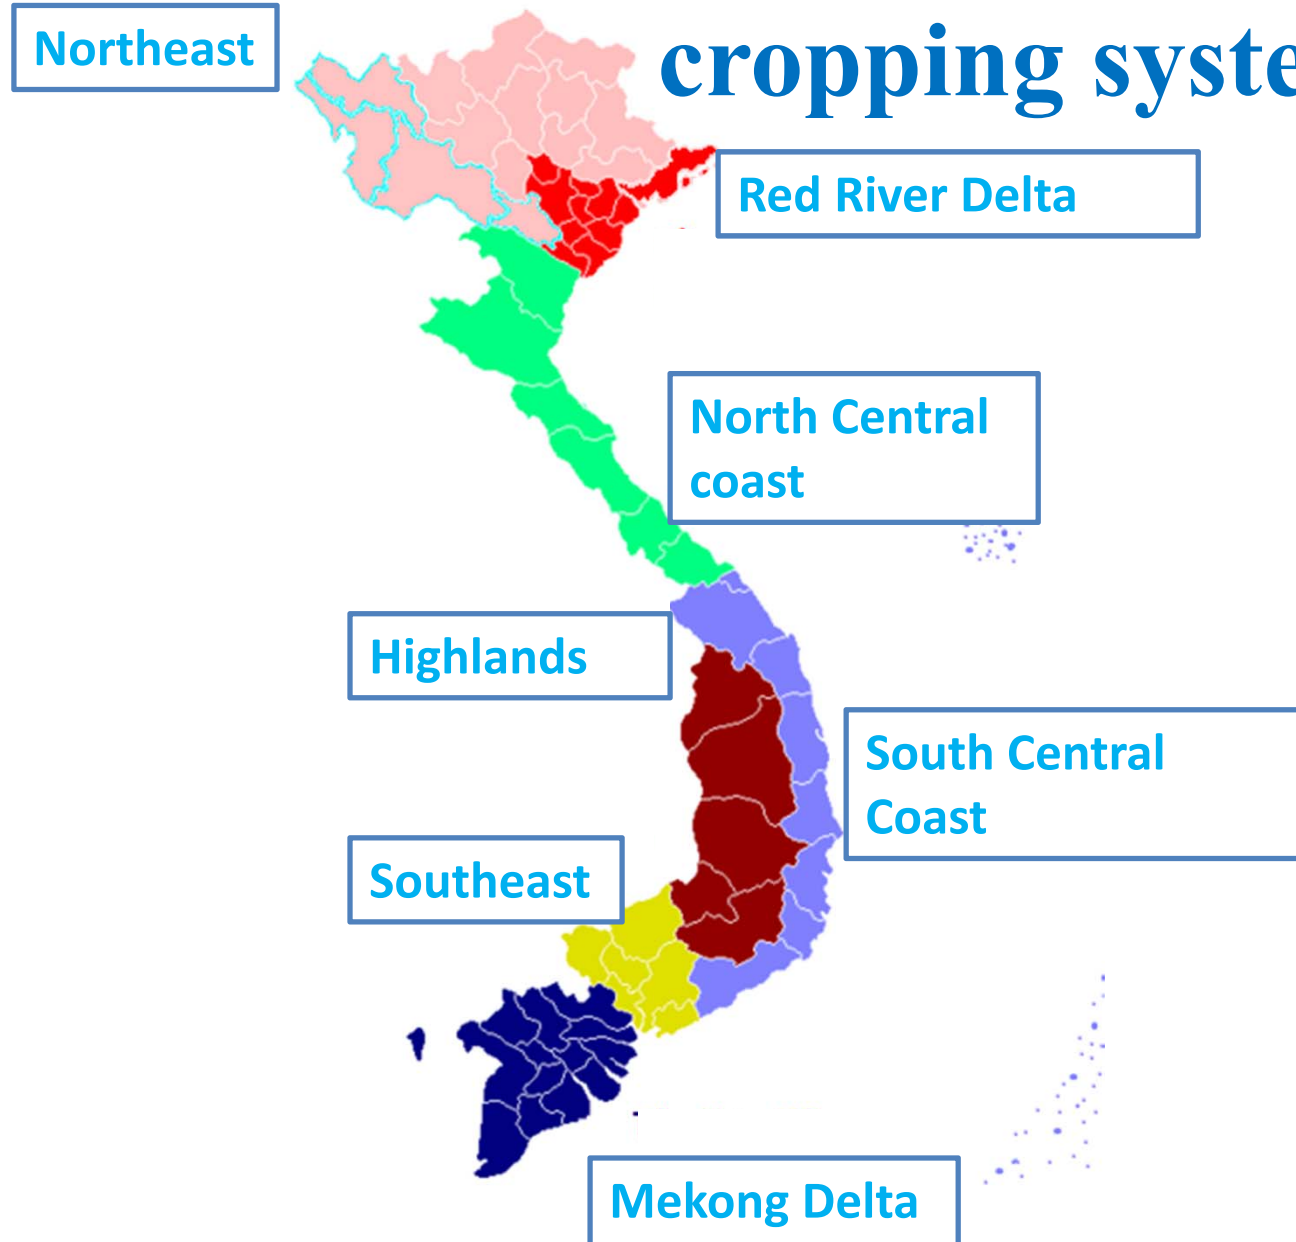 Northeast
cropping syste
Red River Delta
North Central
coast
Highlands
South Central
Coast
Southeast
Mekong Delta